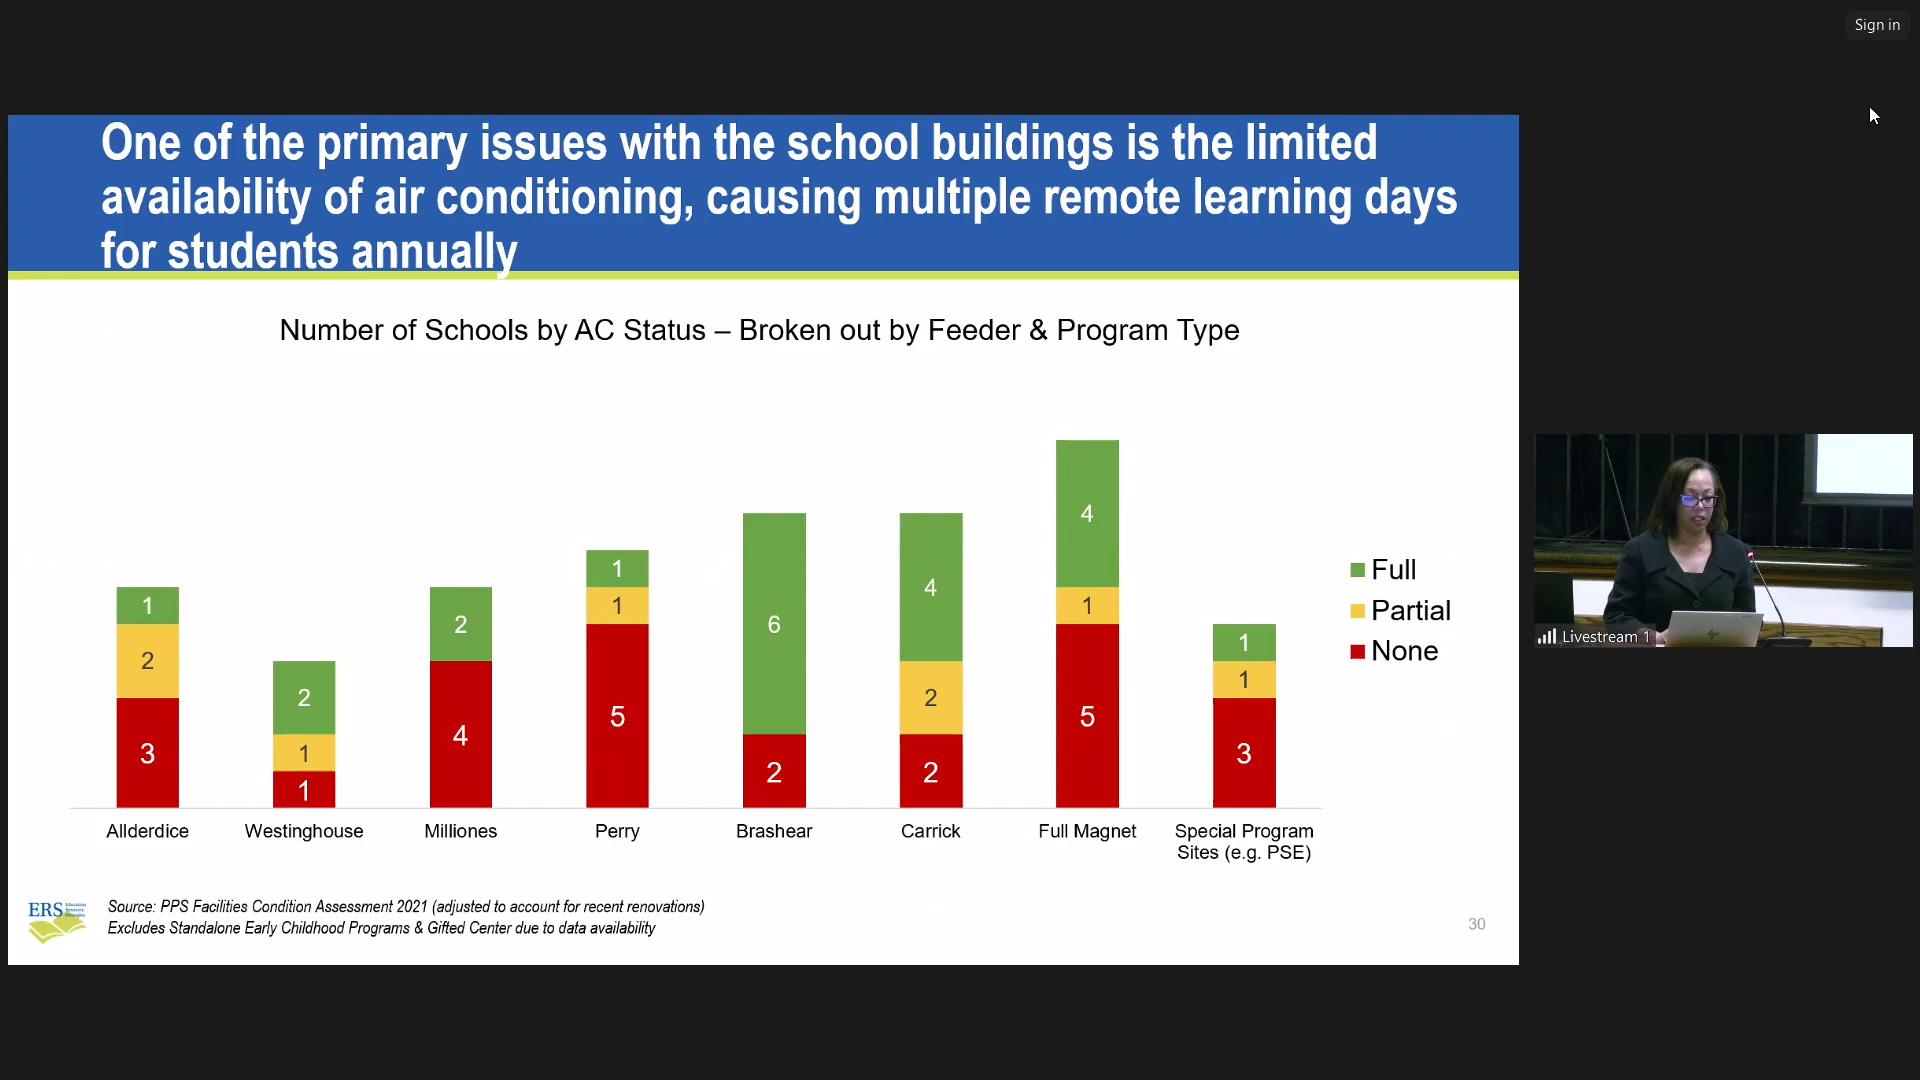 Sign in
One of the primary issues with the school buildings is the limited
availability of air conditioning, causing multiple remote learning days
for students annually
Number of Schools by AC Status – Broken out by Feeder & Program Type
1
2
3
2
1
1
2
4
1
1
5
6
2
4
2
2
4
1
5
1
1
3
Full
Partial
None
Allderdice
Westinghouse
Milliones
Perry
Brashear
Carrick
Full Magnet
Special Program
Sites (e.g. PSE)
ERS
Source: PPS Facilities Condition Assessment 2021 (adjusted to account for recent renovations)
Excludes Standalone Early Childhood Programs & Gifted Center due to data availability
30
Livestream 1
hp